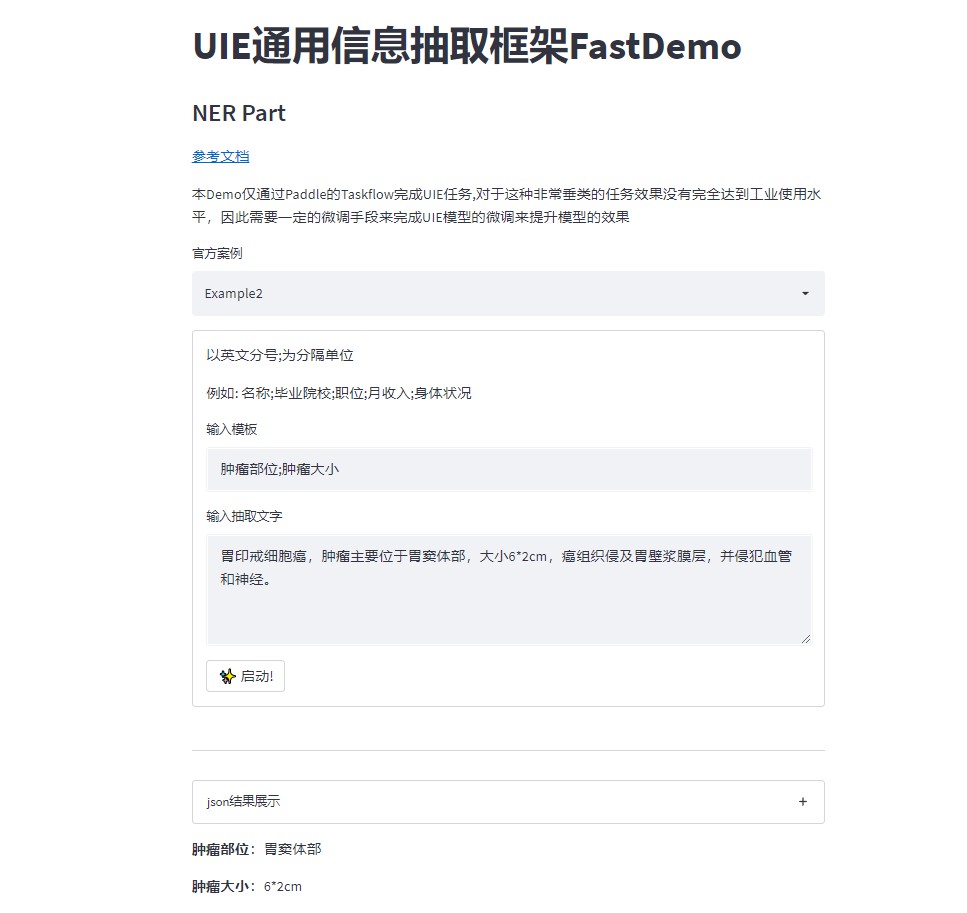 UIE通用信息抽取框架FastDemo
NER Part
参考文档
本Demo仅通过Paddle的Taskflow完成UIE任务,对于这种非常垂类的任务效果没有完全达到工业使用水
平，因此需要一定的微调手段来完成UIE模型的微调来提升模型的效果
官方案例
Example2
以英文分号;为分隔单位
例如: 名称;毕业院校;职位;月收入;身体状况
输入模板
肿瘤部位;肿瘤大小
输入抽取文字
胃印戒细胞癌，肿瘤主要位于胃窦体部，大小6*2cm，癌组织侵及胃壁浆膜层，并侵犯血管
和神经。
✨ 启动!
json结果展示
+
肿瘤部位：胃窦体部
肿瘤大小：6*2cm